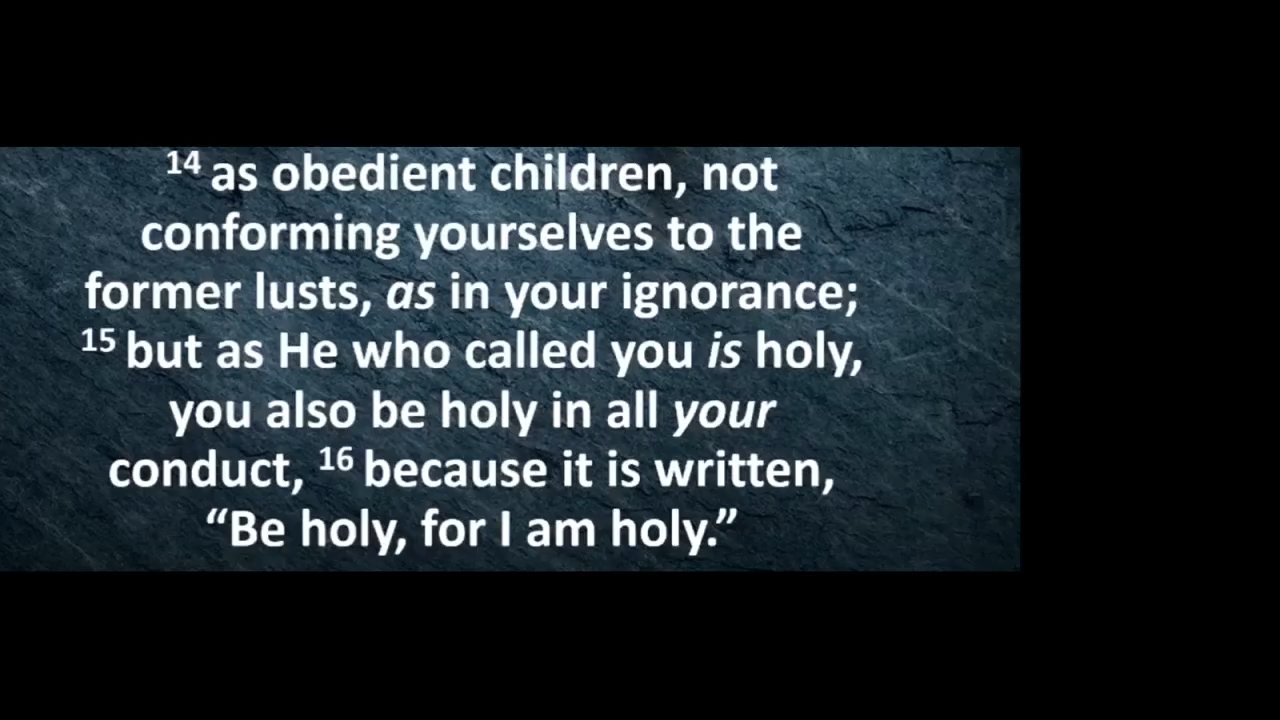 14 as obedient children, not
conforming yourselves to the
former lusts, as in your ignorance;
15 but as He who called you is holy,
you also be holy in all your
conduct, 16 because it is written,
“Be holy, for I am holy.”